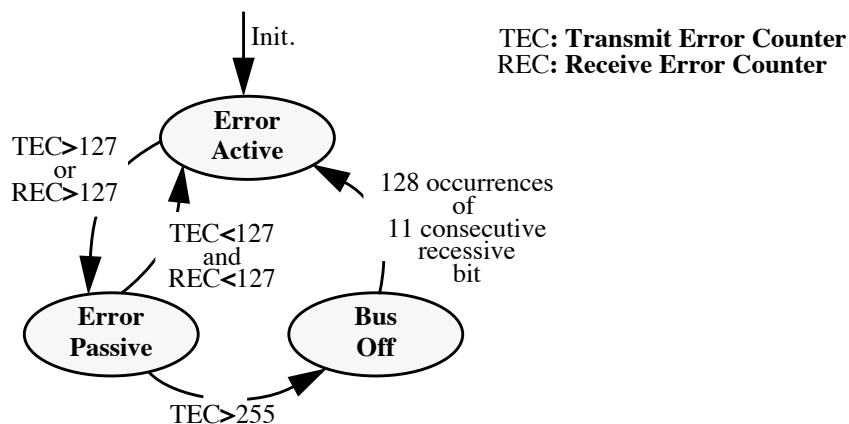 Init.
TEC: Transmit Error Counter
REC: Receive Error Counter
Error
Active
TEC>127
or
REC>127
TEC<127
and
REC<127
128 occurrences
of
11 consecutive
recessive
bit
Error
Passive
Bus
Off
TEC>255